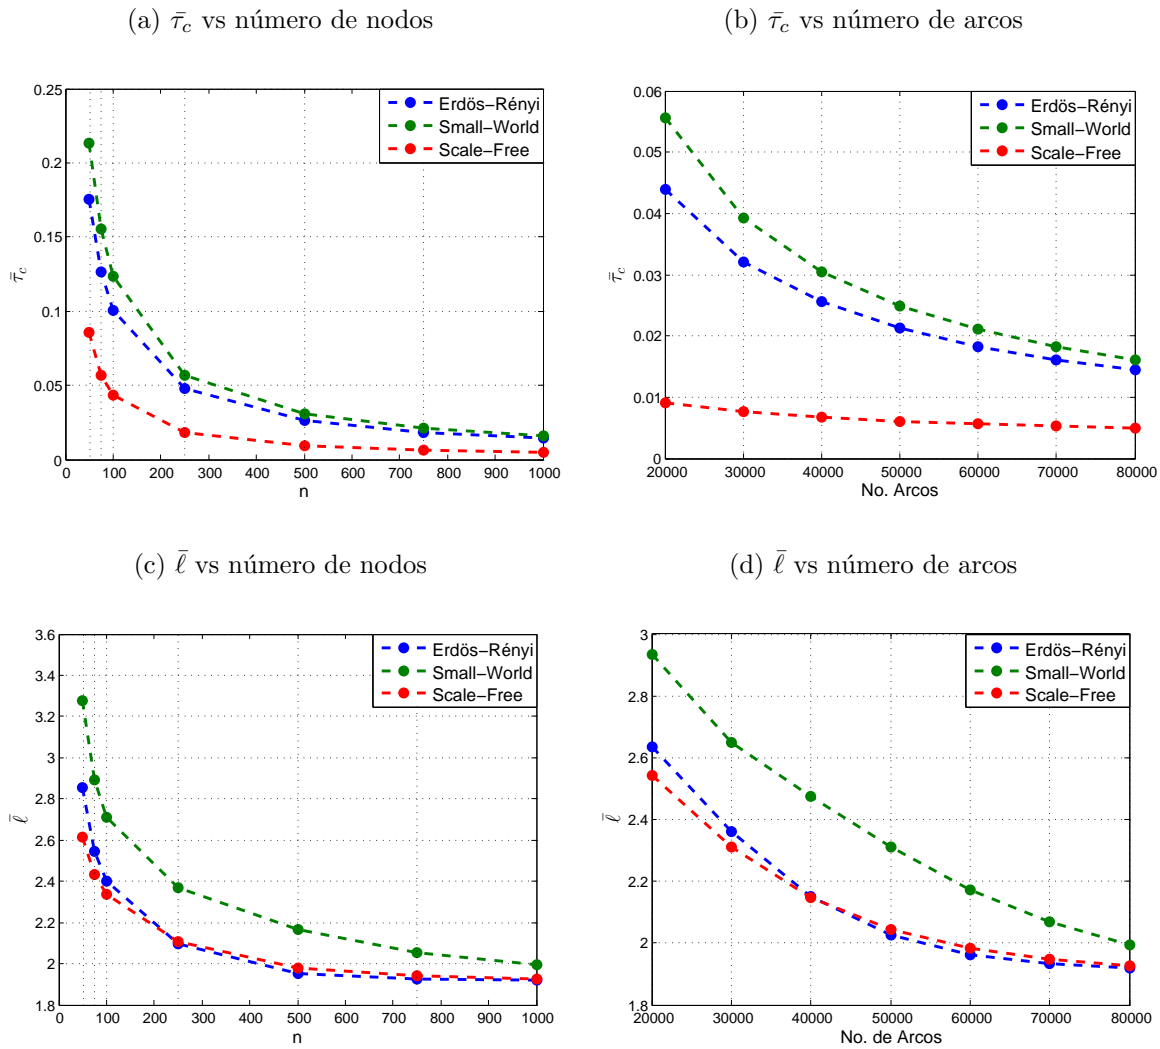 (a) τ̄c vs número de nodos
0.25
0.2
0.15
0.1
0.05
0
τ̄c
0 100 200 300 400 500 600 700 800 900 1000
n
Erdös−Rényi
Small−World
Scale−Free
(b) τ̄c vs número de arcos
0.06
0.05
0.04
0.03
0.02
0.01
0
τ̄c
20000 30000 40000 50000 60000 70000 80000
No. Arcos
Erdös−Rényi
Small−World
Scale−Free
(c) ℓ̄ vs número de nodos
3.6
3.4
3.2
3
2.8
2.6
2.4
2.2
2
1.8
ℓ̄
0 100 200 300 400 500 600 700 800 900 1000
n
Erdös−Rényi
Small−World
Scale−Free
(d) ℓ̄ vs número de arcos
3
2.8
2.6
2.4
2.2
2
1.8
ℓ̄
20000 30000 40000 50000 60000 70000 80000
No. de Arcos
Erdös−Rényi
Small−World
Scale−Free